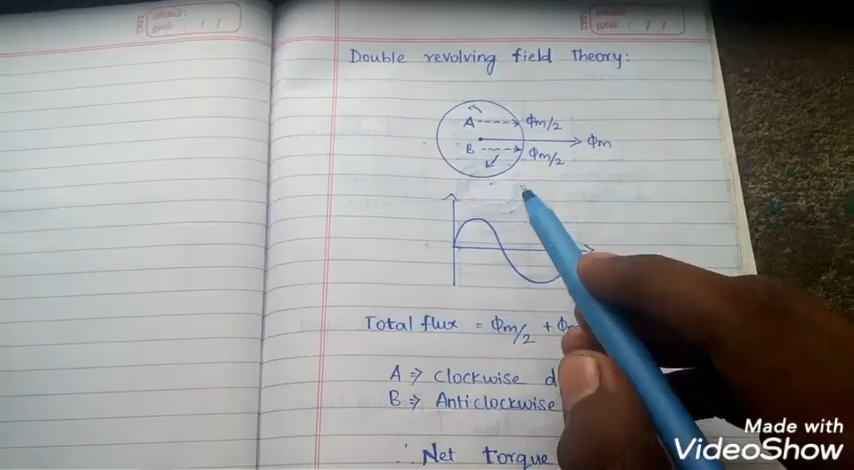 Double revolving field Theory:
A Φm/2
Φm
B Φm/2
Total flux = Φm/2 +
A ⇒ Clockwise
B ⇒ Anticlockwise
∴ Net torque
Made with
VideoShow